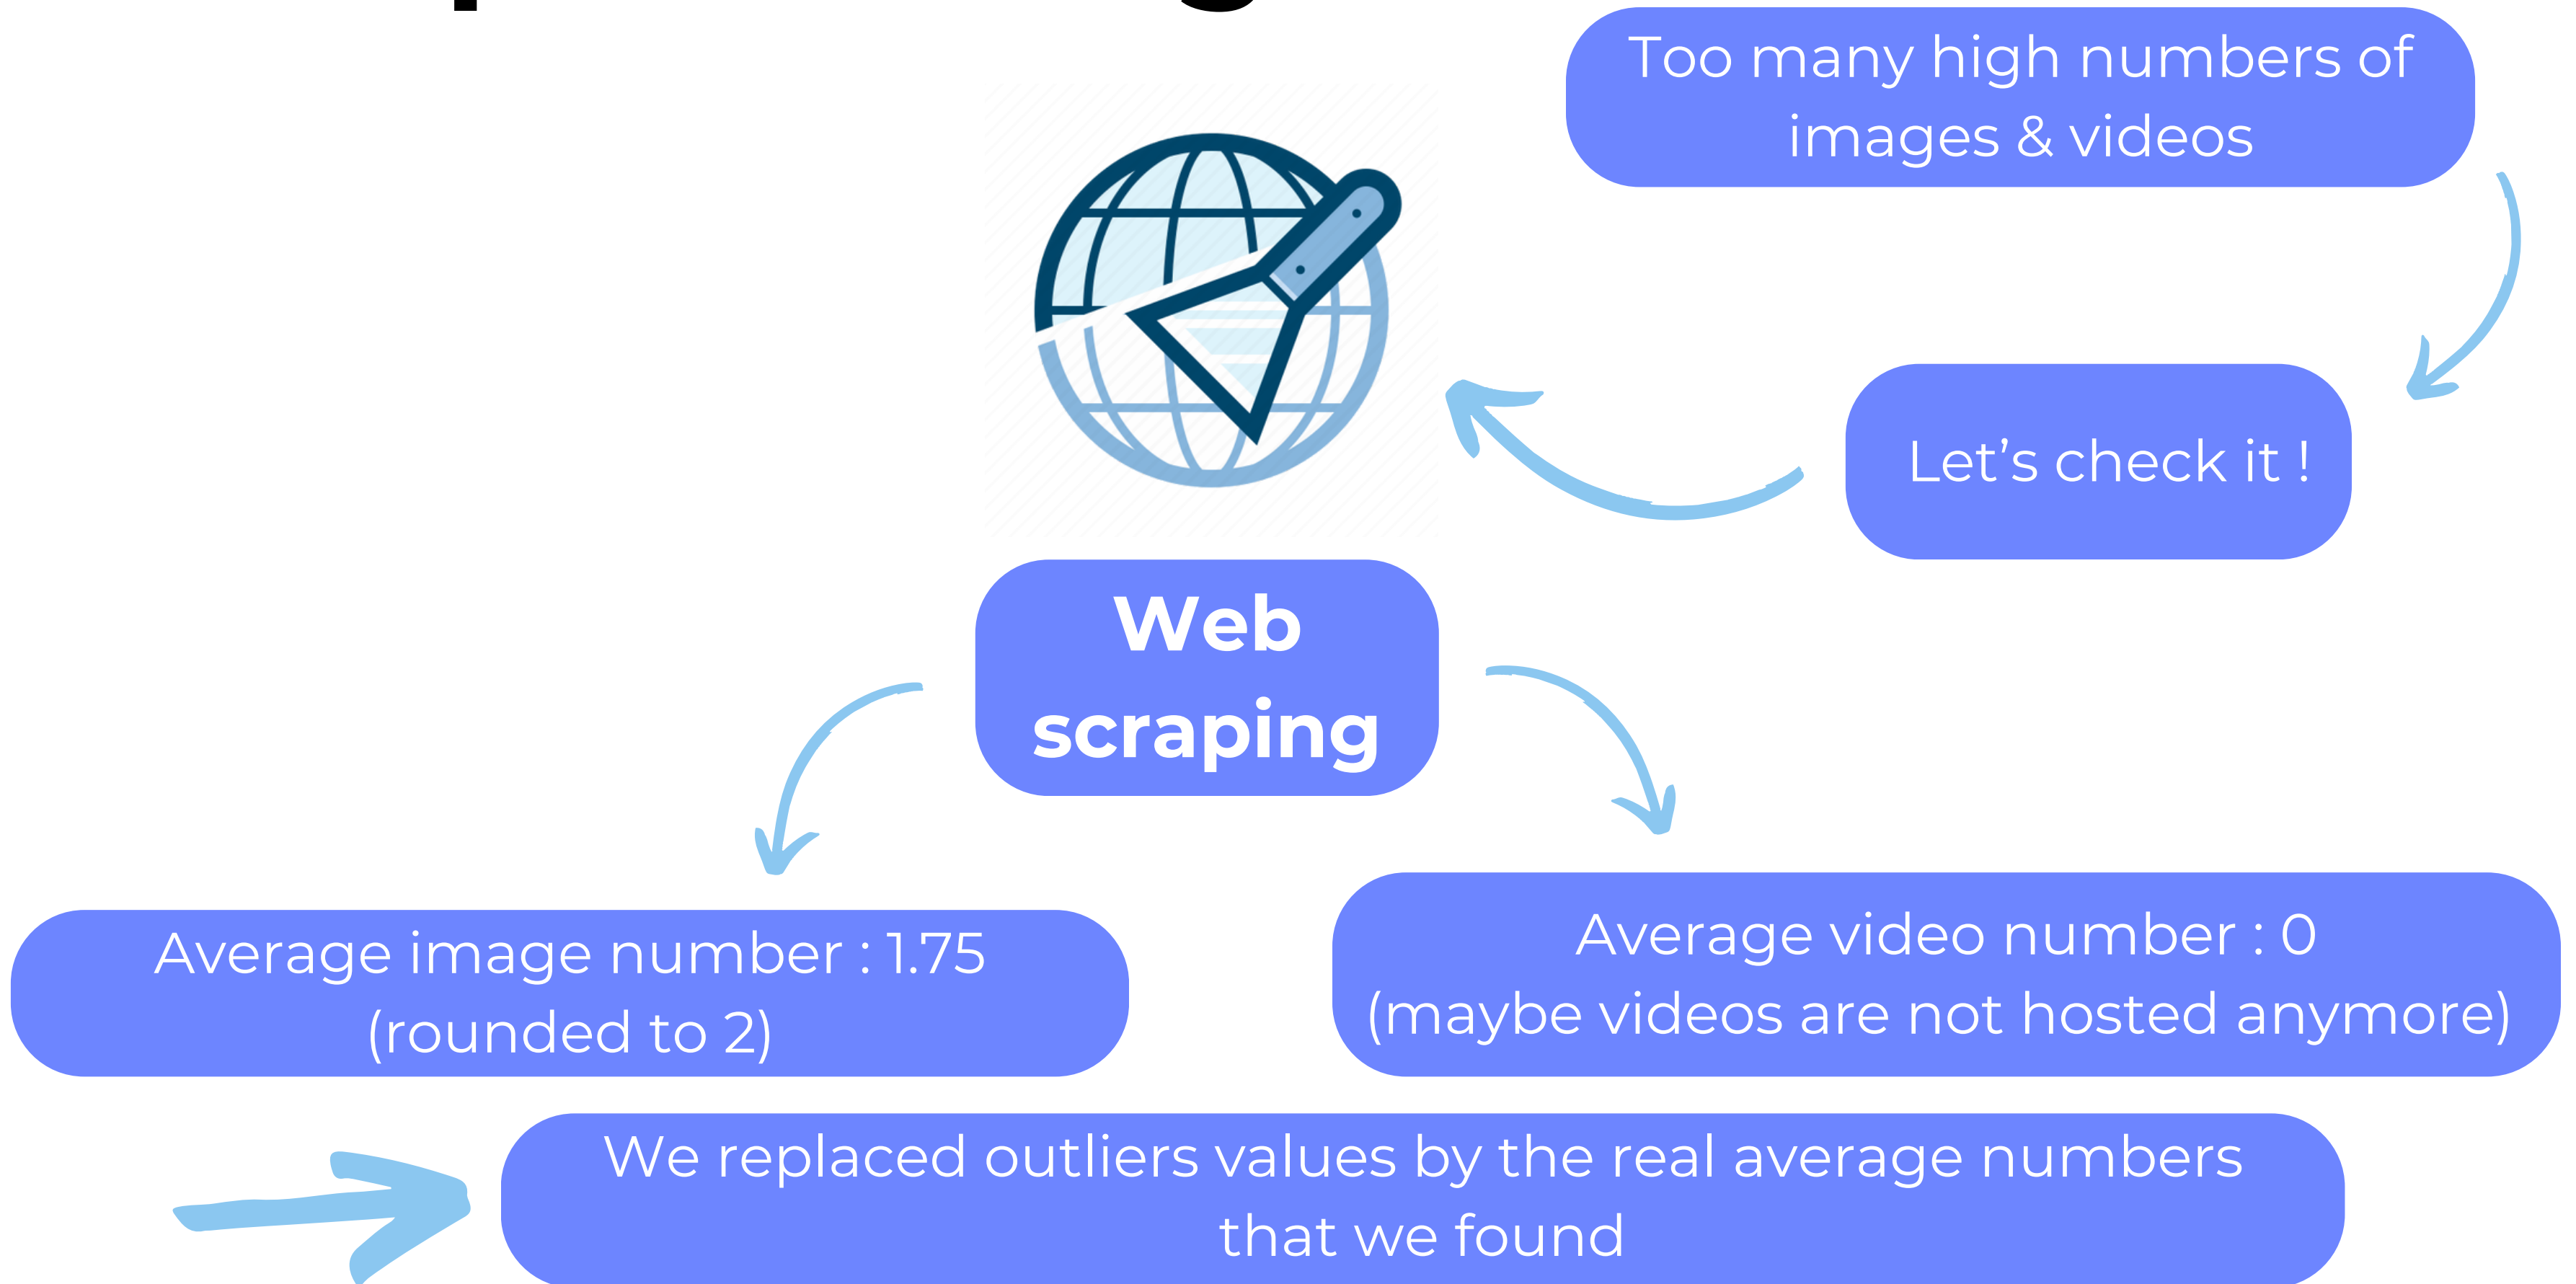 Too many high numbers of
images & videos
Let’s check it !
Web
scraping
Average image number : 1.75
(rounded to 2)
Average video number : 0
(maybe videos are not hosted anymore)
We replaced outliers values by the real average numbers
that we found